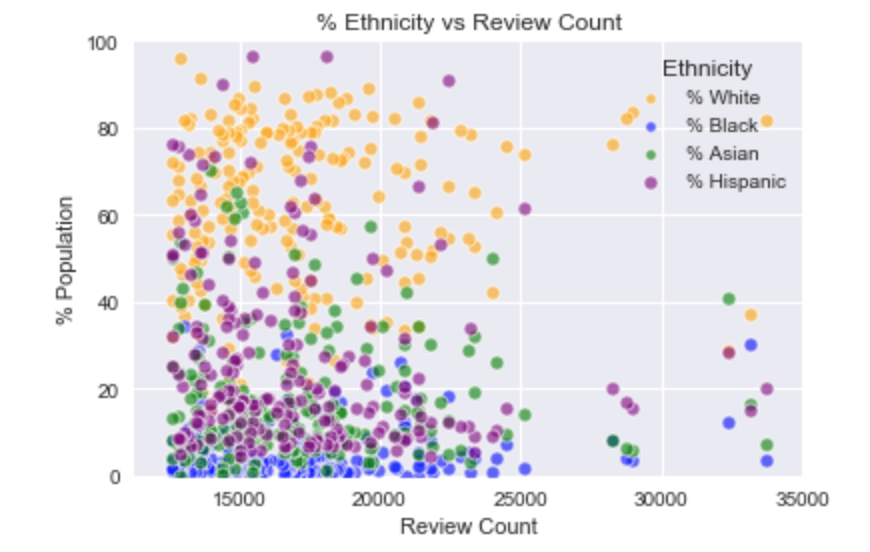 % Ethnicity vs Review Count
100
80
60
40
20
0
% Population
Ethnicity
% White
% Black
% Asian
% Hispanic
15000 20000 25000 30000 35000
Review Count